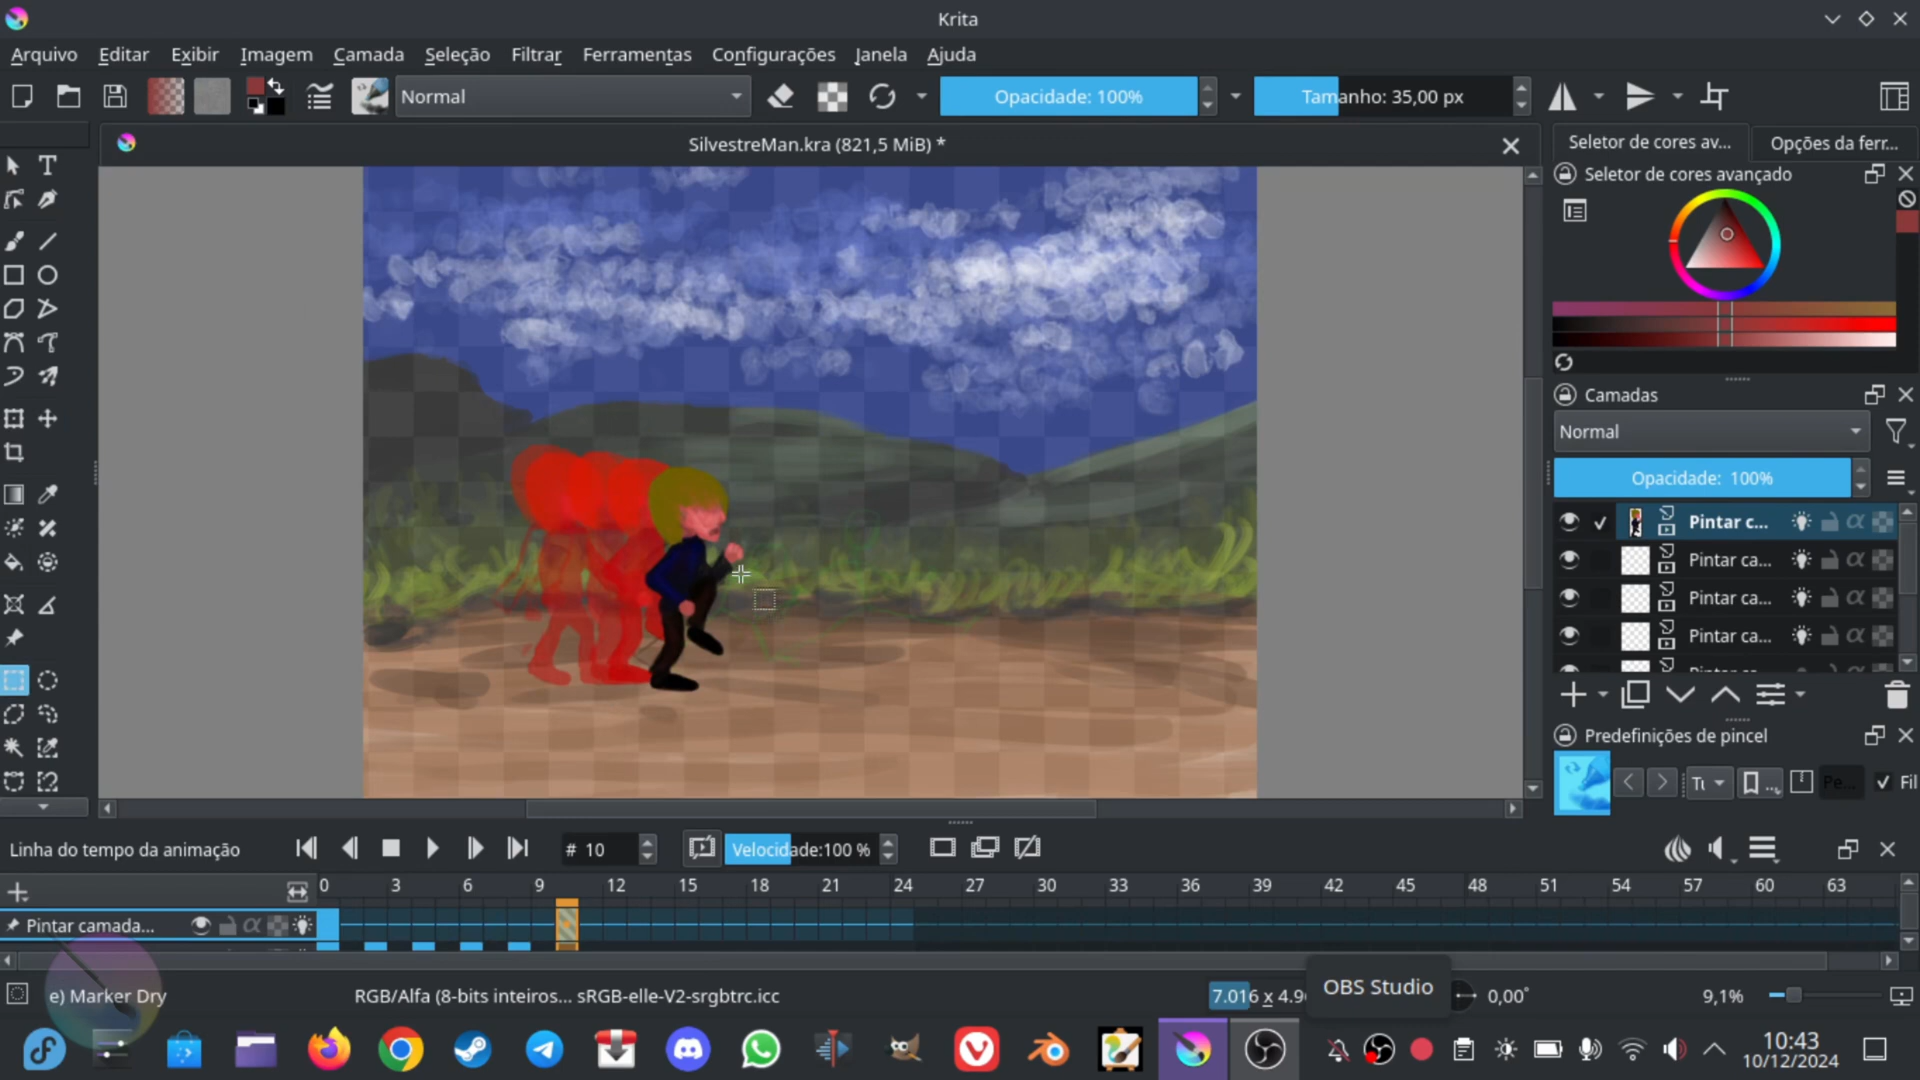 Krita
Arquivo Editar Exibir Imagem Camada Seleção Filtrar Ferramentas Configurações Janela Ajuda
Normal Opacidade: 100% Tamanho: 35,00 px
SilvestreMan.kra (821,5 MiB) *
Seletor de cores av... Opções da ferr...
Seletor de cores avançado
Camadas
Normal
Opacidade: 100%
Pintar c...
Pintar ca...
Pintar ca...
Pintar ca...
Predefinições de pincel
Fil
Linha do tempo da animação # 10 Velocidade:100 %
0 3 6 9 12 15 18 21 24 27 30 33 36 39 42 45 48 51 54 57 60 63
Pintar camada...
e) Marker Dry RGB/Alfa (8-bits inteiros... sRGB-elle-V2-srgbtrc.icc 7.016 x 4.9 OBS Studio 0,00° 9,1%
10:43
10/12/2024